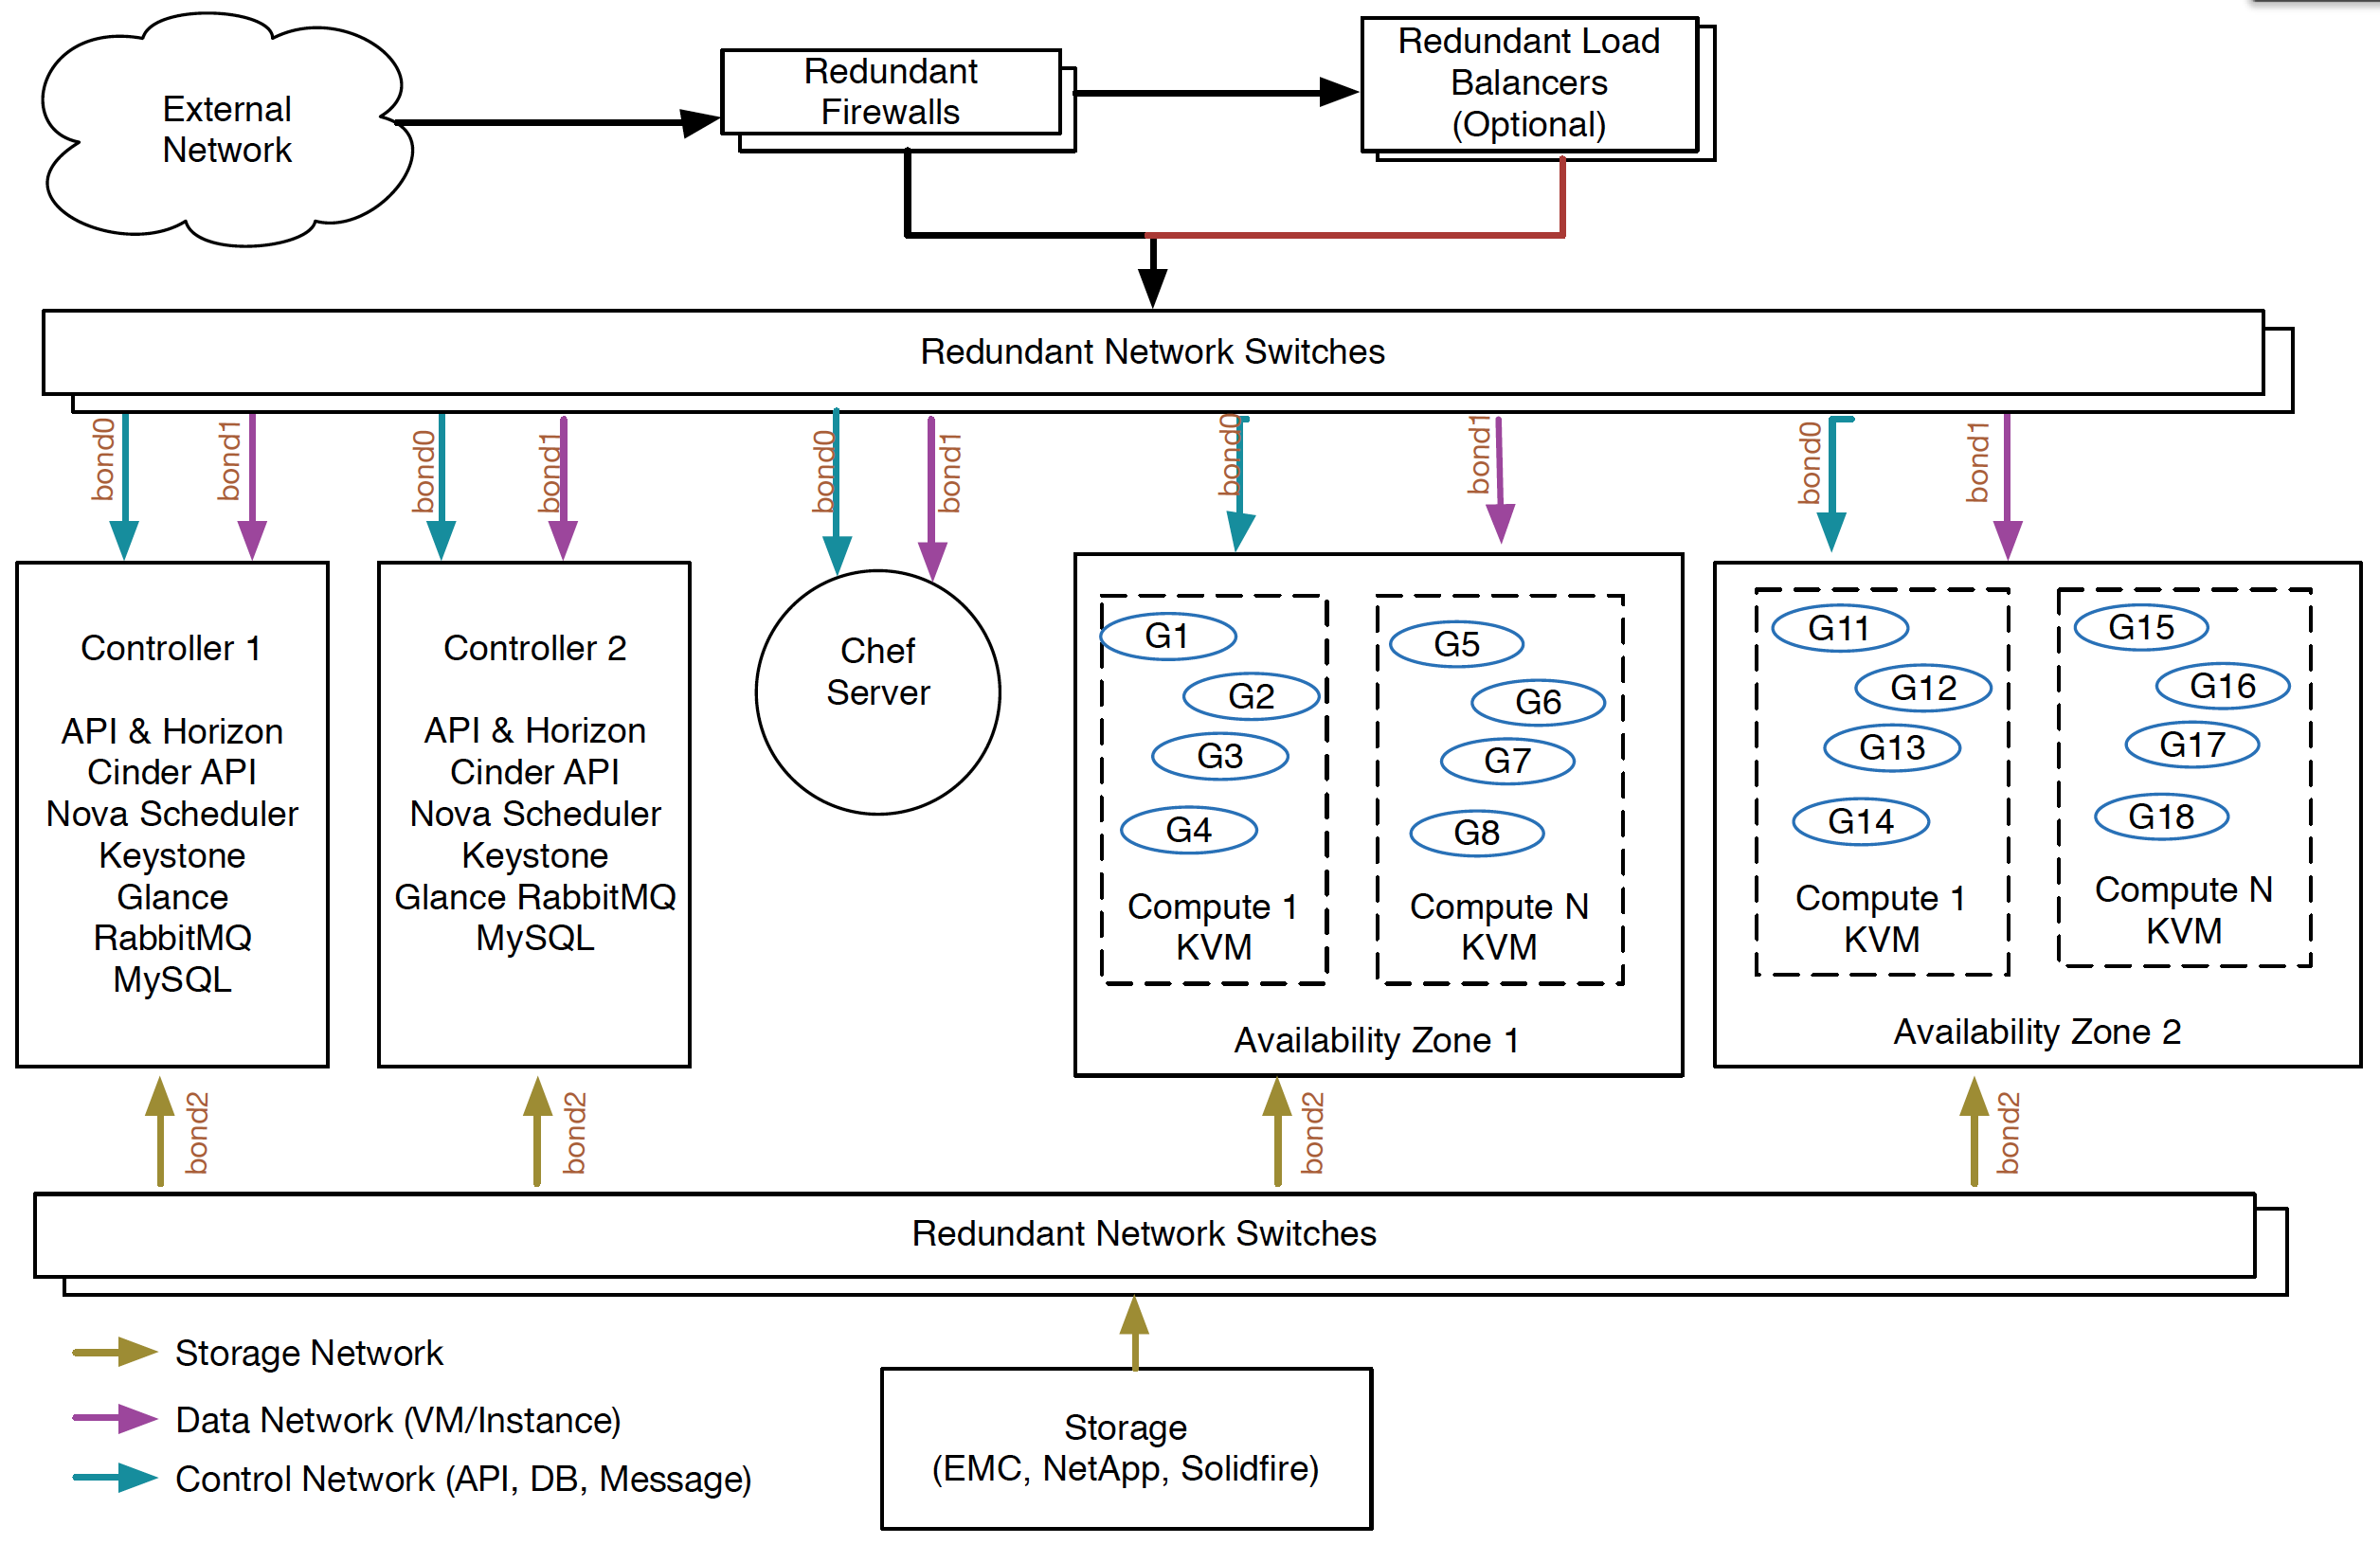 External
Network
Redundant
Firewalls
Redundant Load
Balancers
(Optional)
Redundant Network Switches
bond0
bond1
bond0
bond1
bond0
bond1
bond0
bond1
bond0
bond1
Controller 1
API & Horizon
Cinder API
Nova Scheduler
Keystone
Glance
RabbitMQ
MySQL
Controller 2
API & Horizon
Cinder API
Nova Scheduler
Keystone
Glance RabbitMQ
MySQL
Chef
Server
G1
G2
G3
G4
Compute 1
KVM
G5
G6
G7
G8
Compute N
KVM
Availability Zone 1
G11
G12
G13
G14
Compute 1
KVM
G15
G16
G17
G18
Compute N
KVM
Availability Zone 2
bond2
bond2
bond2
bond2
Redundant Network Switches
Storage Network
Data Network (VM/Instance)
Control Network (API, DB, Message)
Storage
(EMC, NetApp, Solidfire)